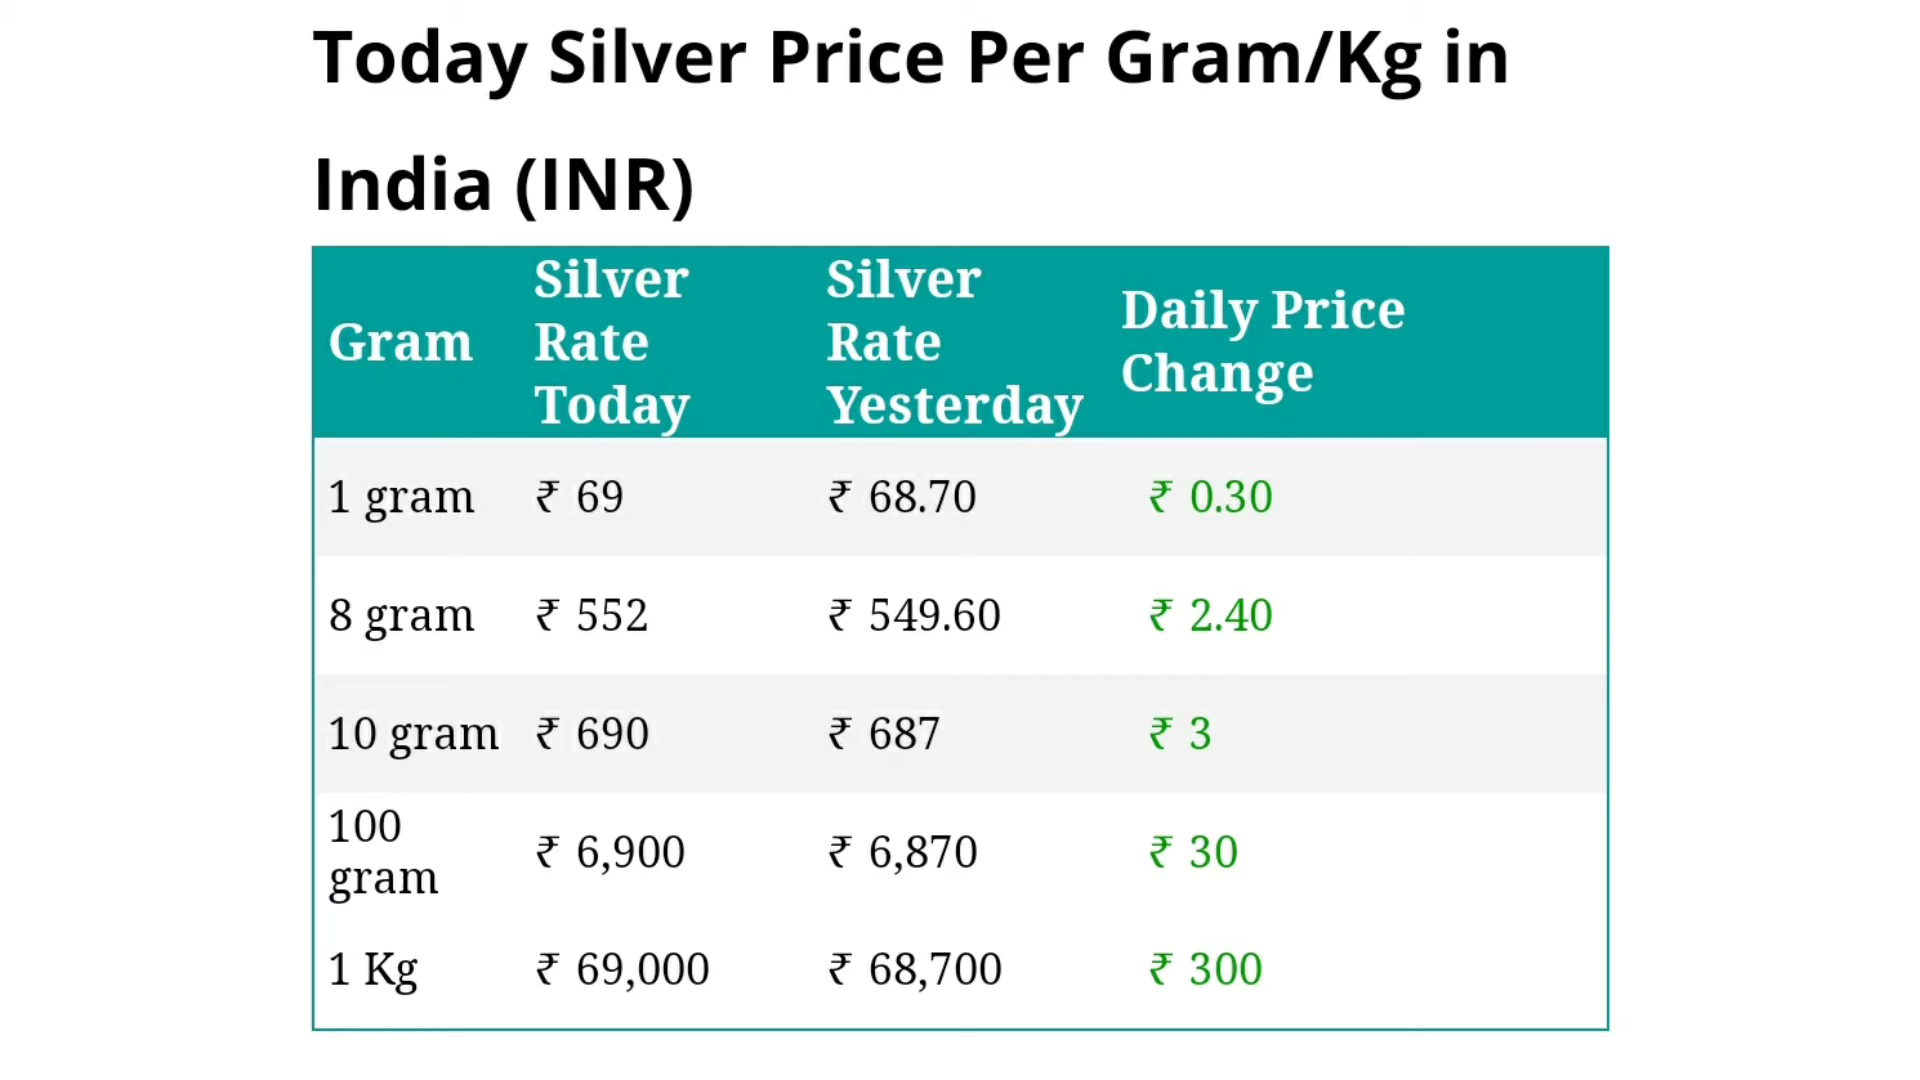 Today Silver Price Per Gram/Kg in
India (INR)
Gram
Silver
Rate
Today
Silver
Rate
Yesterday
Daily Price
Change
1 gram ₹ 69 ₹ 68.70 ₹ 0.30
8 gram ₹ 552 ₹ 549.60 ₹ 2.40
10 gram ₹ 690 ₹ 687 ₹ 3
100
gram
₹ 6,900 ₹ 6,870 ₹ 30
1 Kg ₹ 69,000 ₹ 68,700 ₹ 300